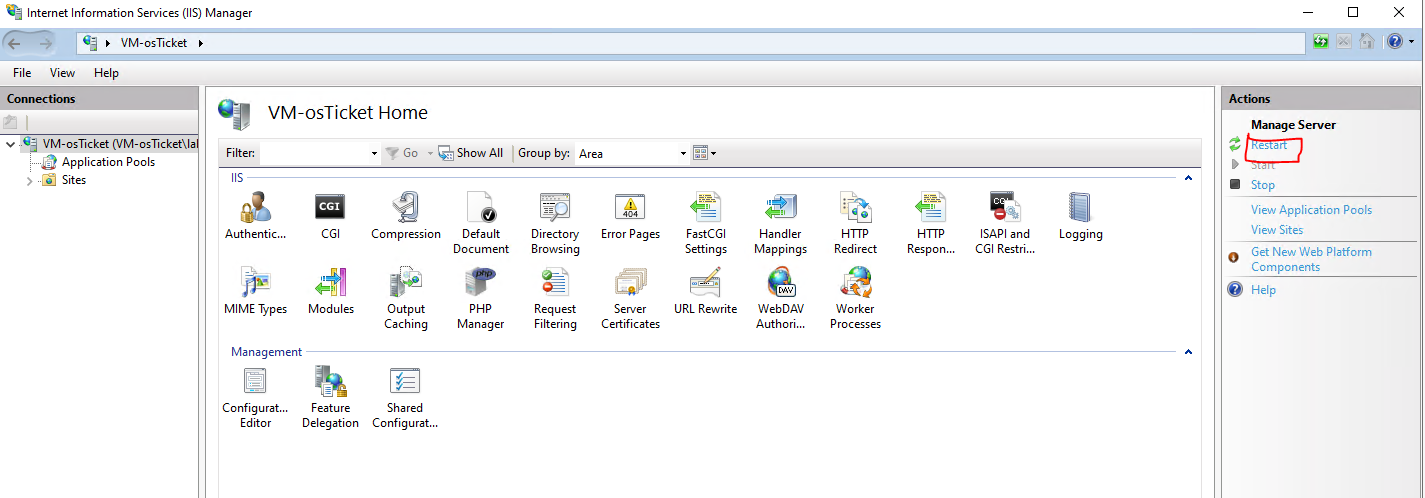 Internet Information Services (IIS) Manager
VM-osTicket
File View Help
Connections
VM-osTicket (VM-osTicket\la
Application Pools
Sites
VM-osTicket Home
Filter: Go Show All Group by: Area
IIS
Authentic... CGI Compression Default Document Directory Browsing Error Pages FastCGI Settings Handler Mappings HTTP Redirect HTTP Respon... ISAPI and CGI Restri... Logging
MIME Types Modules Output Caching PHP Manager Request Filtering Server Certificates URL Rewrite WebDAV Authori... Worker Processes
Management
Configurat... Editor Feature Delegation Shared Configurat...
Actions
Manage Server
Restart
Start
Stop
View Application Pools
View Sites
Get New Web Platform
Components
Help